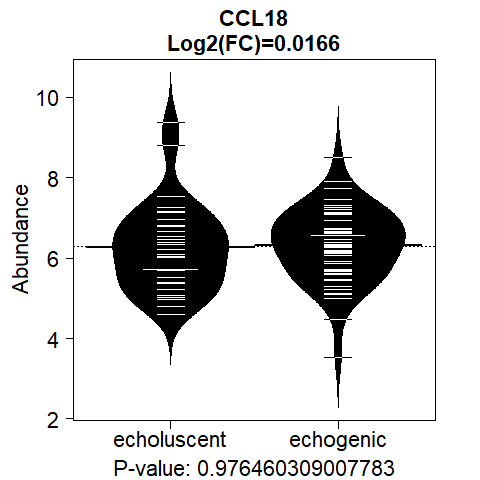 CCL18
Log2(FC)=0.0166
Abundance
10
8
6
4
2
echoluscent echogenic
P-value: 0.976460309007783